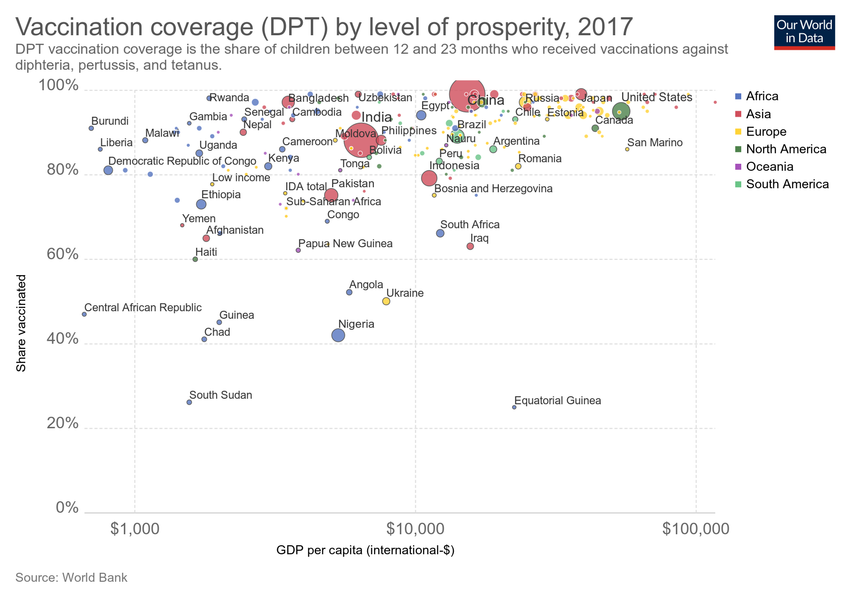 Vaccination coverage (DPT) by level of prosperity, 2017
Our World
in Data
DPT vaccination coverage is the share of children between 12 and 23 months who received vaccinations against
diphteria, pertussis, and tetanus.
100%
80%
60%
40%
20%
0%
Share vaccinated
Rwanda
Bangladesh
Uzbekistan
China
Russia
Japan
United States
Burundi
Gambia
Senegal
Cambodia
India
Egypt
Chile
Estonia
Canada
Liberia
Malawi
Nepal
Moldova
Philippines
Brazil
Nauru
Argentina
San Marino
Uganda
Cameroon
Bolivia
Peru
Democratic Republic of Congo
Kenya
Tonga
Indonesia
Romania
Low income
IDA total
Pakistan
Bosnia and Herzegovina
Ethiopia
Sub-Saharan Africa
Yemen
Afghanistan
Congo
South Africa
Haiti
Papua New Guinea
Iraq
Angola
Ukraine
Central African Republic
Guinea
Chad
Nigeria
South Sudan
Equatorial Guinea
$1,000
$10,000
$100,000
GDP per capita (international-$)
Africa
Asia
Europe
North America
Oceania
South America
Source: World Bank